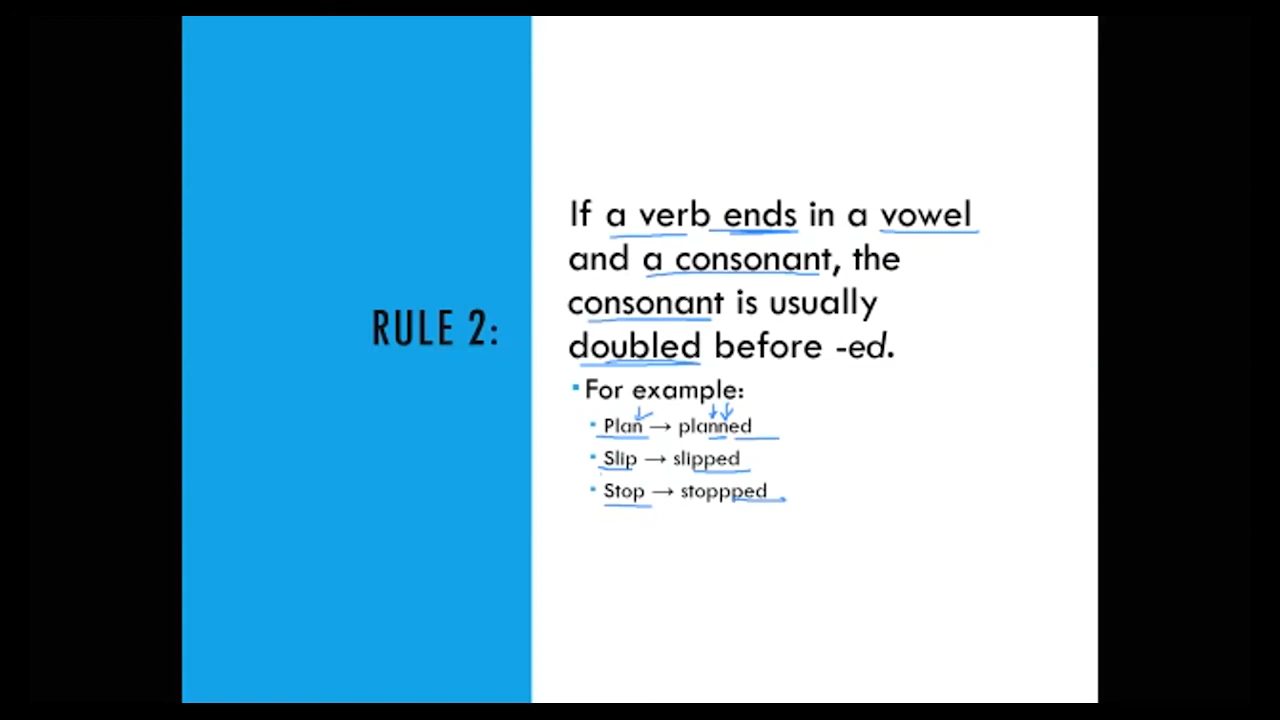 RULE 2:
If a verb ends in a vowel
and a consonant, the
consonant is usually
doubled before -ed.
For example:
Plan → planned
Slip → slipped
Stop → stoppped